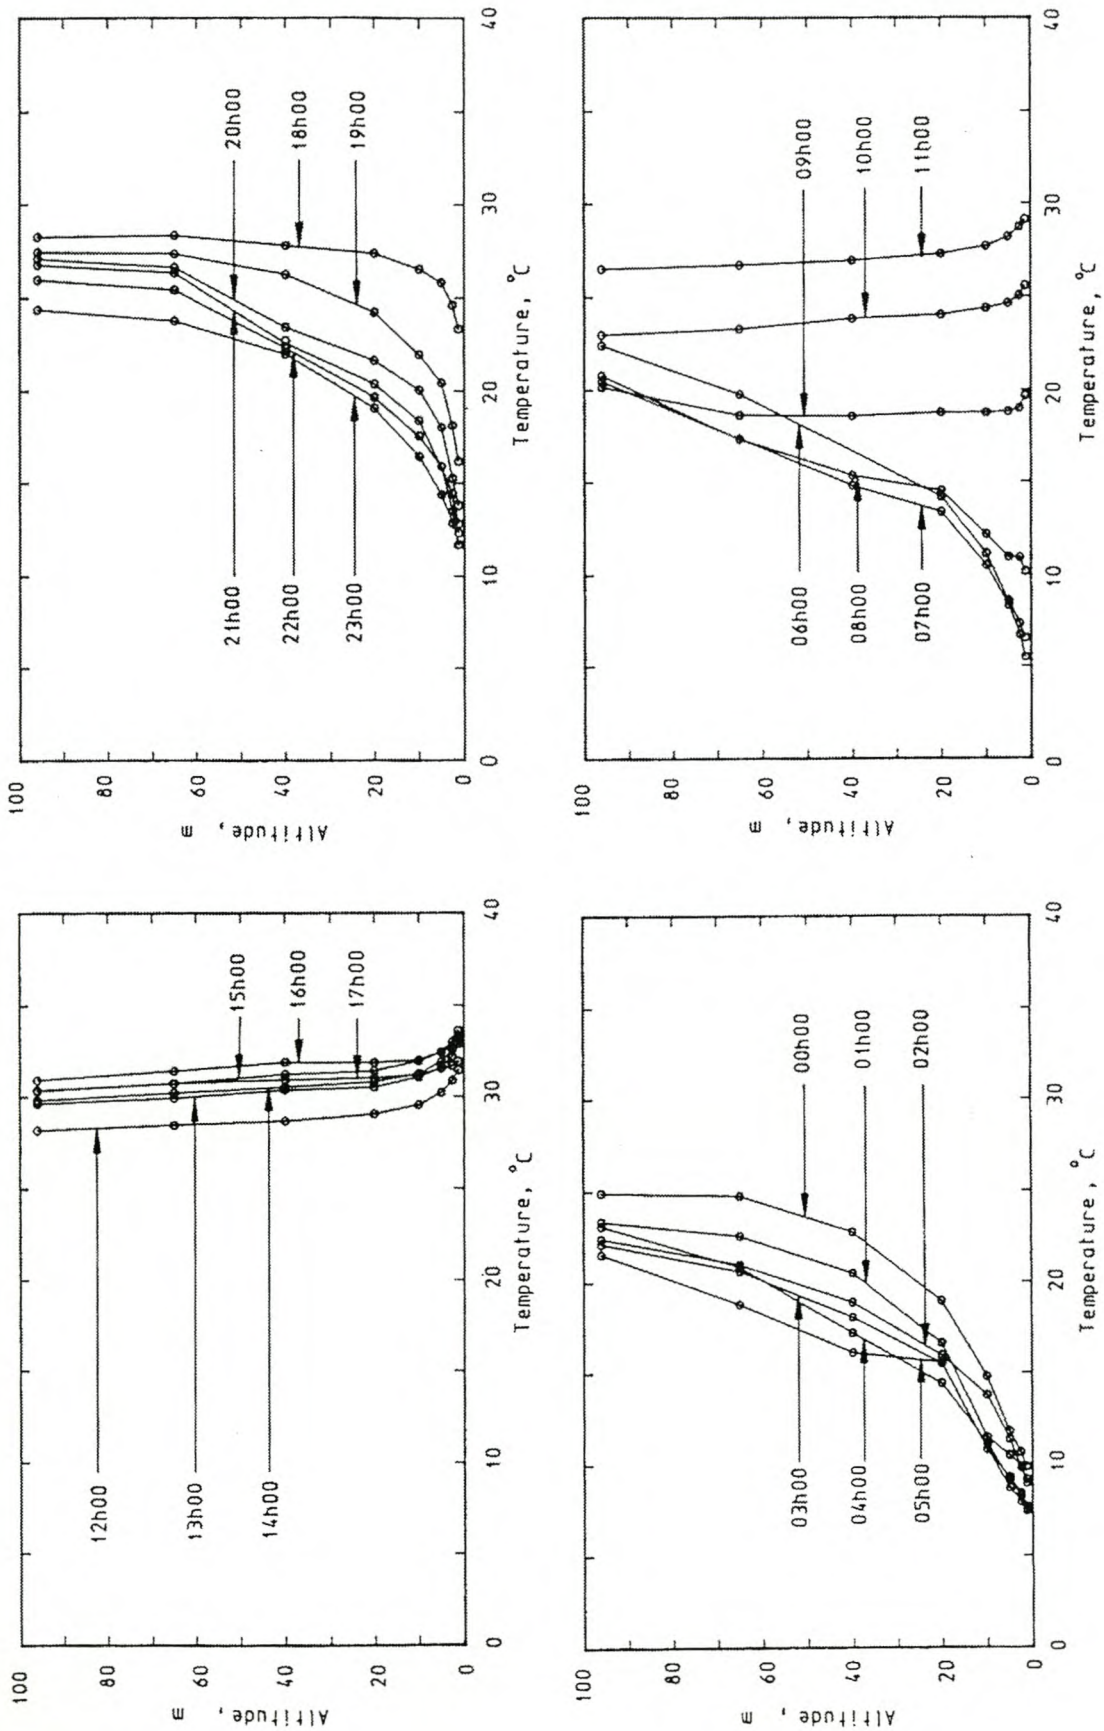 100
80
60
40
20
0
Altitude, m
12h00
13h00
14h00
15h00
16h00
17h00
0
10
20
30
40
Temperature, °C
100
80
60
40
20
0
Altitude, m
21h00
22h00
23h00
20h00
18h00
19h00
0
10
20
30
40
Temperature, °C
100
80
60
40
20
0
Altitude, m
03h00
04h00
05h00
00h00
01h00
02h00
0
10
20
30
40
Temperature, °C
100
80
60
40
20
0
Altitude, m
06h00
08h00
07h00
09h00
10h00
11h00
0
10
20
30
40
Temperature, °C